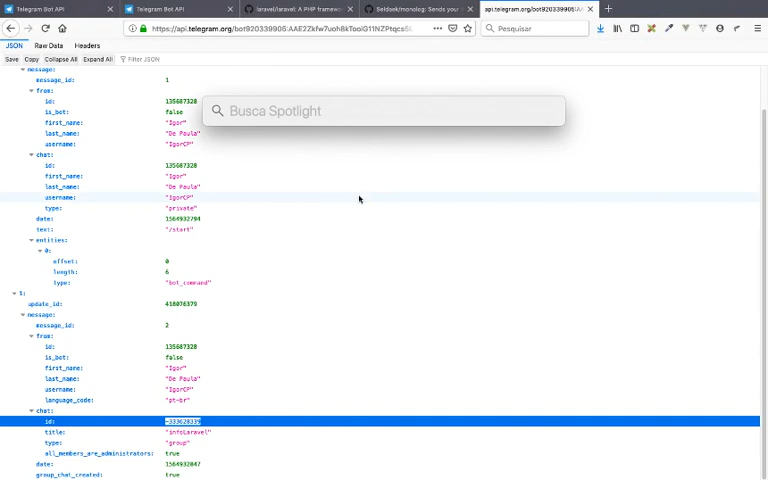 Telegram Bot API
Telegram Bot API
laravel/laravel: A PHP framew
Seldaek/monolog: Sends your l
https://api.telegram.org/bot
Pesquisar
JSON
Raw Data
Headers
Save
Copy
Collapse All
Expand All
Filter JSON
Busca Spotlight
message:
message_id: 1
from:
id: 135687328
is_bot: false
first_name: "Igor"
last_name: "De Paula"
username: "IgorCP"
chat:
id: 135687328
first_name: "Igor"
last_name: "De Paula"
username: "IgorCP"
type: "private"
date: 1564932794
text: "/start"
entities:
0:
offset: 0
length: 6
type: "bot_command"
1:
update_id: 418076379
message:
message_id: 2
from:
id: 135687328
is_bot: false
first_name: "Igor"
last_name: "De Paula"
username: "IgorCP"
language_code: "pt-br"
chat:
id: -333628339
title: "infoLaravel"
type: "group"
all_members_are_administrators: true
date: 1564932847
group_chat_created: true